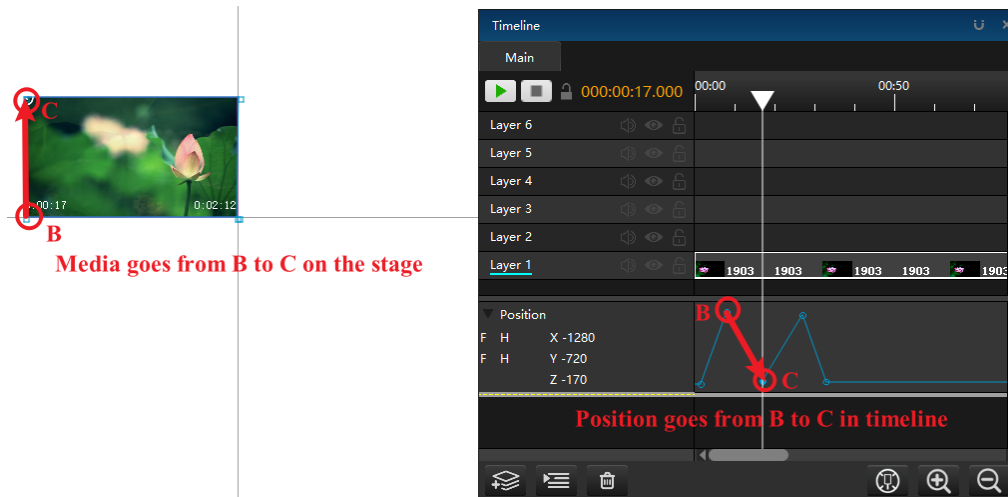 C
:00:17
0:02:12
B
Media goes from B to C on the stage
Timeline
Main
000:00:17.000
00:00
00:50
Layer 6
Layer 5
Layer 4
Layer 3
Layer 2
Layer 1
1903 1903 1903 1903 1903
Position
F H X -1280
F H Y -720
Z -170
B
C
Position goes from B to C in timeline